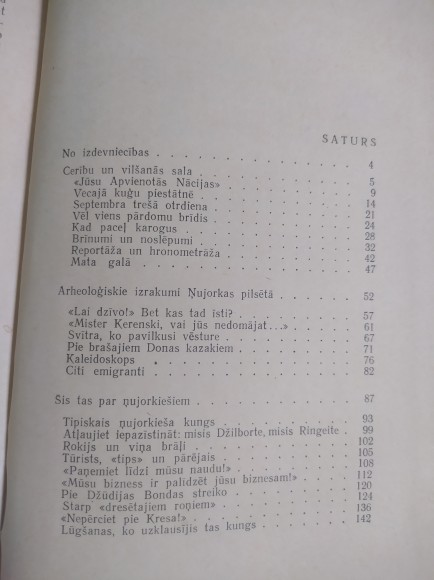 SATURS
No izdevniecības . . . . . . . . . . 4
Cerību un vilšanās sala . . . . . . . . . . 5
«Jūsu Apvienotās Nācijas» . . . . . . . . . 9
Vecajā kuģu piestātnē . . . . . . . . . 14
Septembra trešā otrdiena . . . . . . . . 21
Vēl viens pārdomu brīdis . . . . . . . . 24
Kad paceļ karogus . . . . . . . . . 28
Brīnumi un noslēpumi . . . . . . . . 32
Reportāža un hronometrāža . . . . . . . 42
Mata galā . . . . . . . . . . 47
Arheoloģiskie izrakumi Ņujorkas pilsētā . . . . 52
«Lai dzīvo!» Bet kas tad īsti? . . . . . . 57
«Mister Kerenski, vai jūs nedomājat...» . . . . 61
Svītra, ko pavilkusi vēsture . . . . . . 67
Pie brašajiem Donas kazakiem . . . . . . 71
Kaleidoskops . . . . . . . . . 76
Citi emigranti . . . . . . . . . 82
Šis tas par ņujorkiešiem . . . . . . . . 87
Tipiskais ņujorkieša kungs . . . . . . . 93
Atļaujiet iepazīstināt: misis Džilborte, misis Ringeite . 99
Rokijs un viņa brāļi . . . . . . . . 102
Tūrists, «tips» un pārējais . . . . . . . 105
«Paņemiet līdzi mūsu naudu!» . . . . . . 108
«Mūsu bizness ir palīdzēt jūsu biznesam!» . . . 112
Pie Džūdijas Bondas streiko . . . . . . 120
Starp «dresētajiem roņiem» . . . . . . . 124
«Nepērciet pie Kresa!» . . . . . . . . 136
Lūgšanas, ko uzklausījis tas kungs . . . . . 142